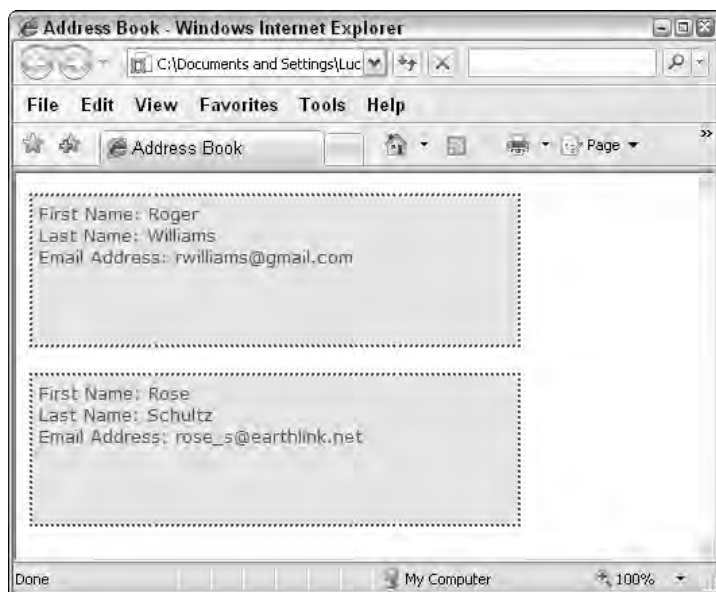 Address Book - Windows Internet Explorer
C:\Documents and Settings\Luc
File Edit View Favorites Tools Help
Address Book
Page
First Name: Roger
Last Name: Williams
Email Address: rwilliams@gmail.com
First Name: Rose
Last Name: Schultz
Email Address: rose_s@earthlink.net
Done
My Computer
100%